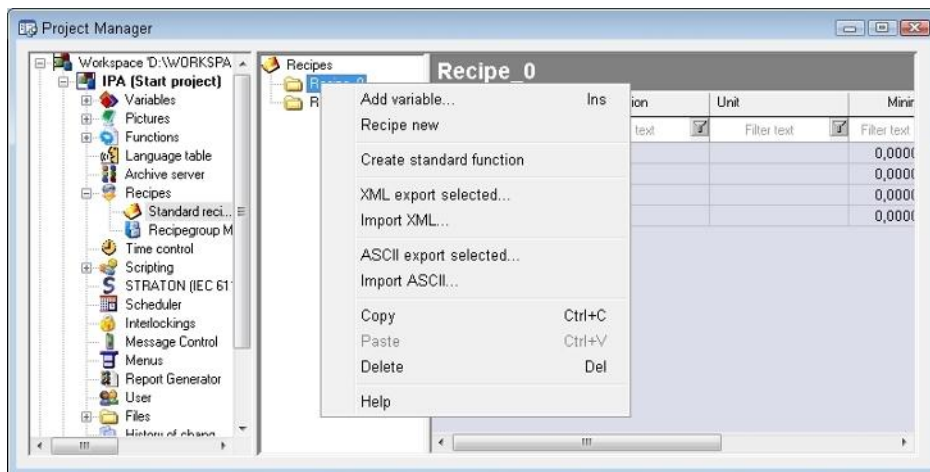 Project Manager
Workspace 'D:\WORKSPA
IPA (Start project)
Variables
Pictures
Functions
Language table
Archive server
Recipes
Standard reci...
Recipegroup M
Time control
Scripting
STRATON (IEC 61
Scheduler
Interlockings
Message Control
Menus
Report Generator
User
Files
History of chang
Recipes
Recipe_0
R
Add variable... Ins
Recipe new
Create standard function
XML export selected...
Import XML...
ASCII export selected...
Import ASCII...
Copy Ctrl+C
Paste Ctrl+V
Delete Del
Help
Recipe_0
ion Unit Minir
text Filter text Filter text
0,0000
0,0000
0,0000
0,0000